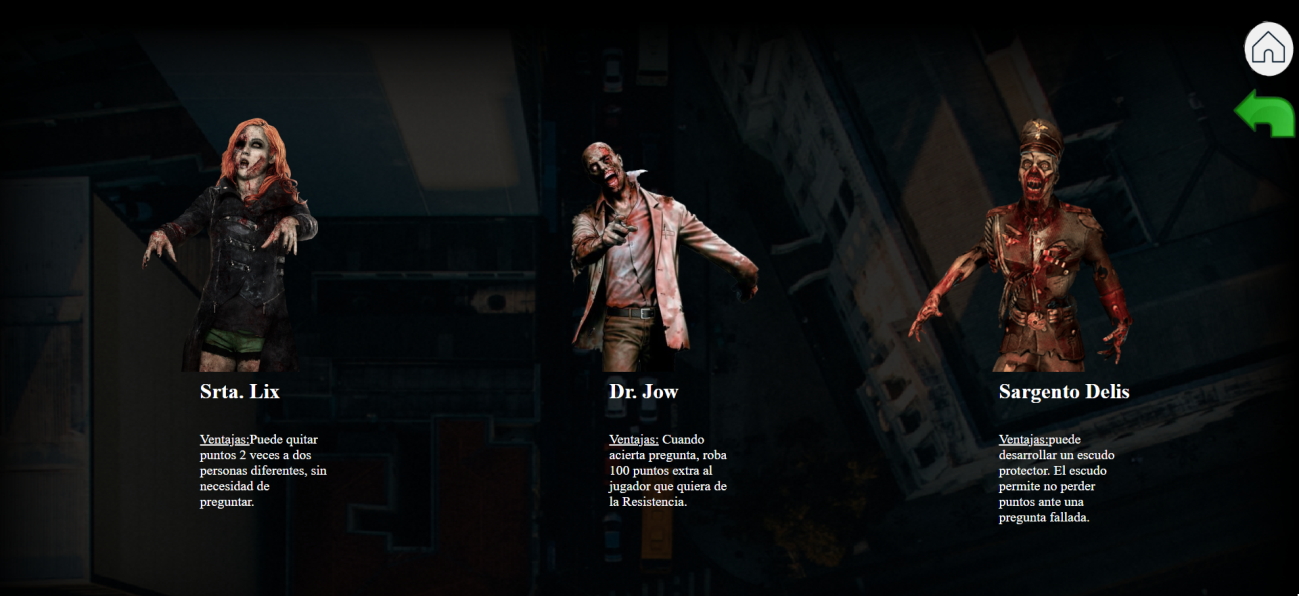 Srta. Lix
Ventajas:Puede quitar
puntos 2 veces a dos
personas diferentes, sin
necesidad de
preguntar.
Dr. Jow
Ventajas: Cuando
acierta pregunta, roba
100 puntos extra al
jugador que quiera de
la Resistencia.
Sargento Delis
Ventajas:puede
desarrollar un escudo
protector. El escudo
permite no perder
puntos ante una
pregunta fallada.